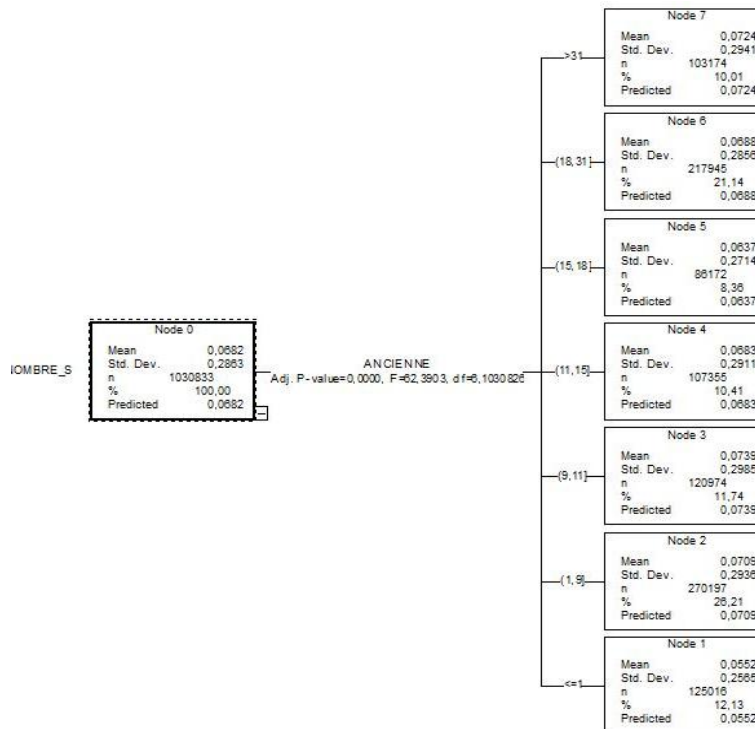 Node 7
Mean 0,0724
Std. Dev. 0,2941
n 103174
% 10,01
Predicted 0,0724
>31
Node 6
Mean 0,0688
Std. Dev. 0,2856
n 217945
% 21,14
Predicted 0,0688
(18,31]
Node 5
Mean 0,0637
Std. Dev. 0,2714
n 86172
% 8,36
Predicted 0,0637
(15,18]
Node 0
Mean 0,0682
Std. Dev. 0,2863
n 1030833
% 100,00
Predicted 0,0682
OMBRE_S
ANCIENNE
Adj. P-value=0,0000, F=62,3903, df=6,1030826
Node 4
Mean 0,0683
Std. Dev. 0,2911
n 107355
% 10,41
Predicted 0,0683
(11,15]
Node 3
Mean 0,0739
Std. Dev. 0,2985
n 120974
% 11,74
Predicted 0,0739
(9,11]
Node 2
Mean 0,0709
Std. Dev. 0,2936
n 270197
% 26,21
Predicted 0,0709
(1,9]
Node 1
Mean 0,0552
Std. Dev. 0,2565
n 125016
% 12,13
Predicted 0,0552
<=1